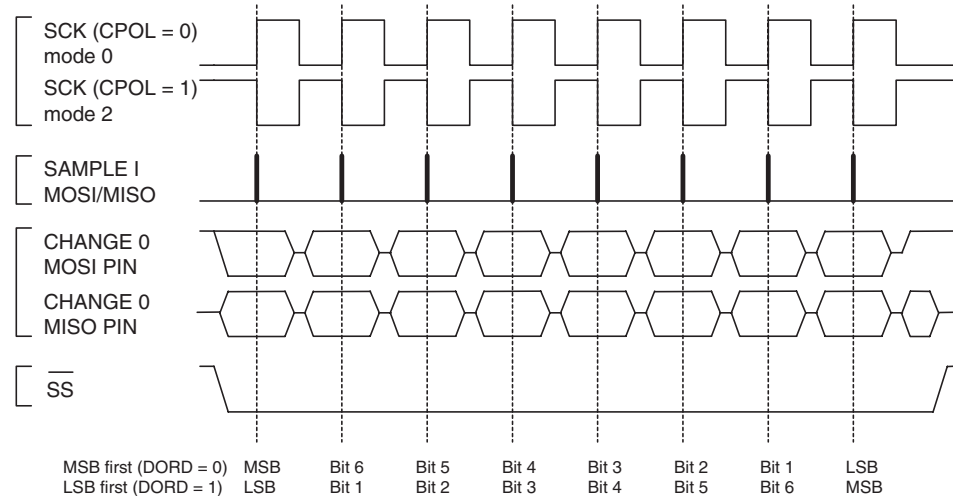 SCK (CPOL = 0)
mode 0
SCK (CPOL = 1)
mode 2
SAMPLE I
MOSI/MISO
CHANGE 0
MOSI PIN
CHANGE 0
MISO PIN
SS
MSB first (DORD = 0) MSB Bit 6 Bit 5 Bit 4 Bit 3 Bit 2 Bit 1 LSB
LSB first (DORD = 1) LSB Bit 1 Bit 2 Bit 3 Bit 4 Bit 5 Bit 6 MSB